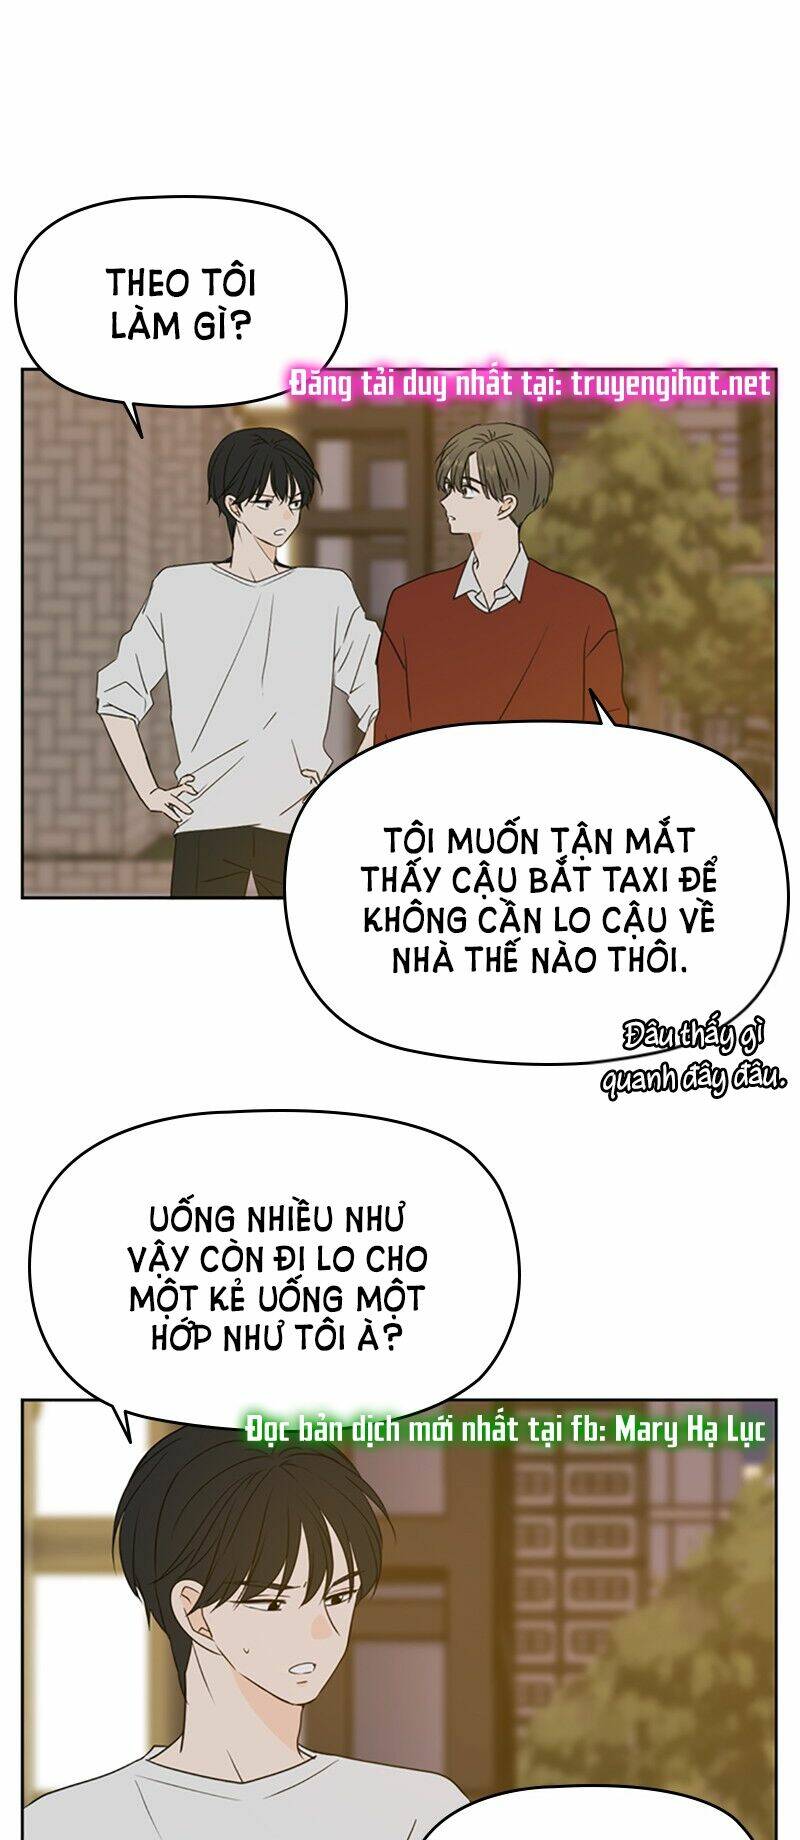 THEO TÔI
LÀM GÌ?
Đăng tải duy nhất tại: truyengihot.net
TÔI MUỐN TẬN MẮT
THẤY CẬU BẮT TAXI ĐỂ
KHÔNG CẦN LO CẬU VỀ
NHÀ THẾ NÀO THÔI.
Đâu thấy gì
quanh đây đâu.
UỐNG NHIỀU NHƯ
VẬY CÒN ĐI LO CHO
MỘT KẺ UỐNG MỘT
HỚP NHƯ TÔI À?
Đọc bản dịch mới nhất tại fb: Mary Hạ Lục